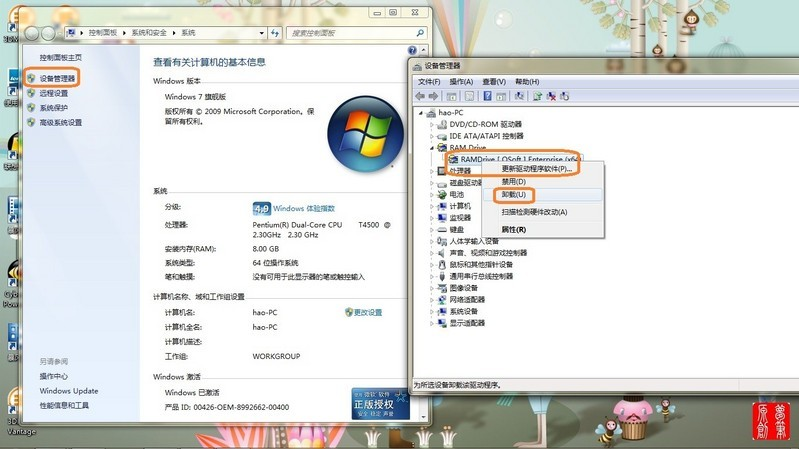 控制面板
系统和安全
系统
搜索控制面板
控制面板主页
设备管理器
远程设置
系统保护
高级系统设置
另请参阅
操作中心
Windows Update
性能信息和工具
查看有关计算机的基本信息
Windows 版本
Windows 7 旗舰版
版权所有 © 2009 Microsoft Corporation。保
留所有权利。
系统
分级:
4.9 Windows 体验指数
处理器:
Pentium(R) Dual-Core CPU T4500 @
2.30GHz 2.30 GHz
安装内存(RAM):
8.00 GB
系统类型:
64 位操作系统
笔和触摸:
没有可用于此显示器的笔或触控输入
计算机名称、域和工作组设置
计算机名:
hao-PC
更改设置
计算机全名:
hao-PC
计算机描述:
工作组:
WORKGROUP
Windows 激活
Windows 已激活
产品 ID: 00426-OEM-8992662-00400
微软 软件
正版授权
安全 稳定 声誉
设备管理器
文件(F) 操作(A) 查看(V) 帮助(H)
hao-PC
DVD/CD-ROM 驱动器
IDE ATA/ATAPI 控制器
RAM Drive
RAMDrive [ QSoft ] Enterprise (x64)
处理器
磁盘驱动器
电池
计算机
监视器
键盘
人体学输入设备
声音、视频和游戏控制器
鼠标和其他指针设备
通用串行总线控制器
图像设备
网络适配器
系统设备
显示适配器
更新驱动程序软件(P)...
禁用(D)
卸载(U)
扫描检测硬件改动(A)
属性(R)
为所选设备卸载该驱动程序。
Vantage